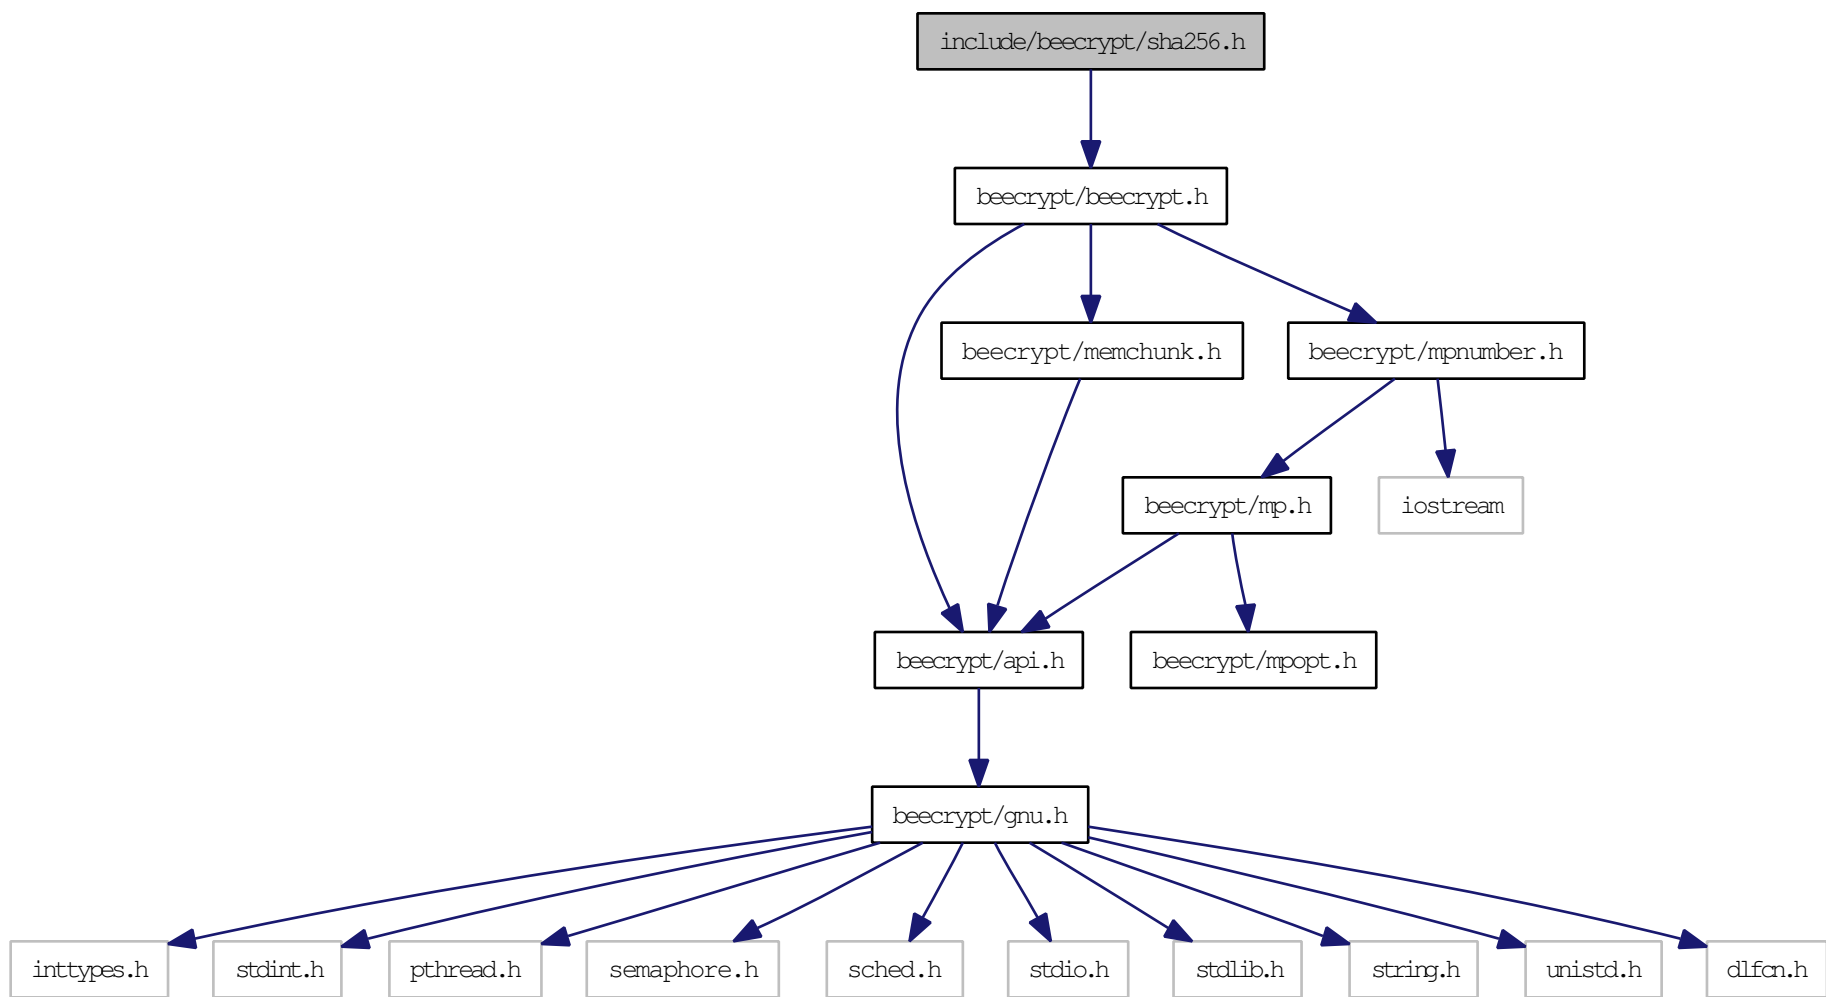 include/beecrypt/sha256.h
beecrypt/beecrypt.h
beecrypt/memchunk.h
beecrypt/mpnumber.h
beecrypt/mp.h
iostream
beecrypt/api.h
beecrypt/mpopt.h
beecrypt/gnu.h
inttypes.h
stdint.h
pthread.h
semaphore.h
sched.h
stdio.h
stdlib.h
string.h
unistd.h
dlfcn.h